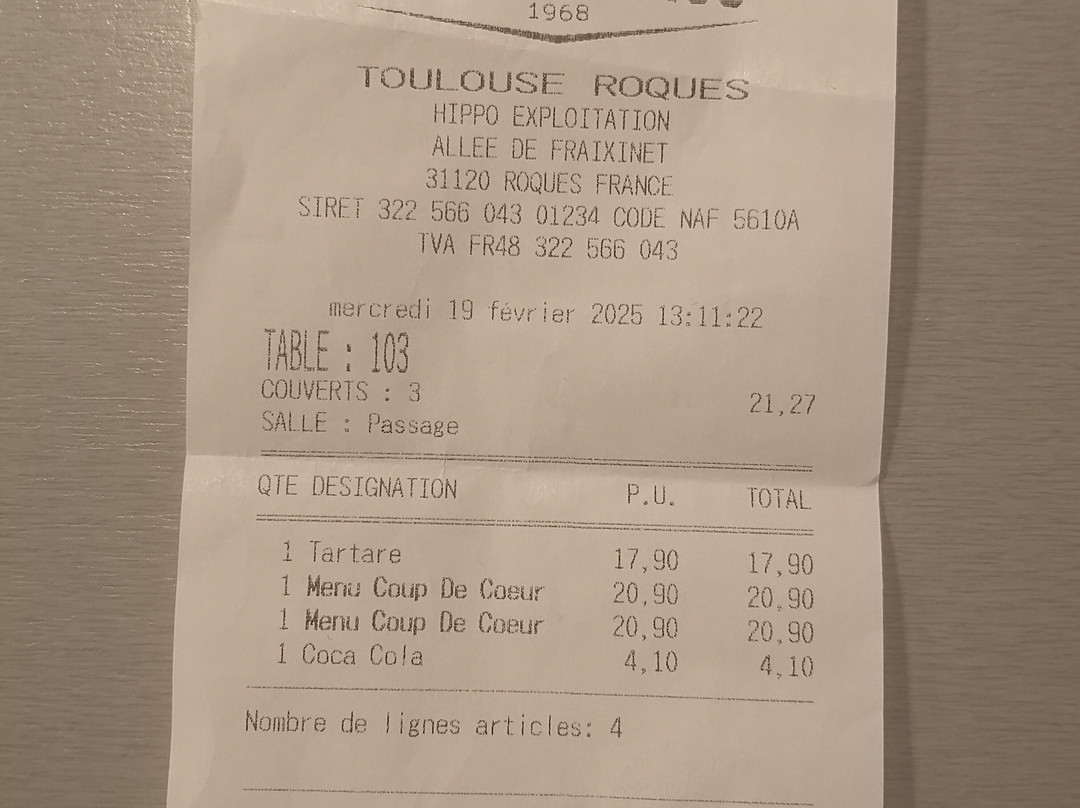 1968
TOULOUSE ROQUES
HIPPO EXPLOITATION
ALLEE DE FRAIXINET
31120 ROQUES FRANCE
SIRET 322 566 043 01234 CODE NAF 5610A
TVA FR48 322 566 043
mercredi 19 février 2025 13:11:22
TABLE : 103
COUVERTS : 3 21,27
SALLE : Passage
QTE DESIGNATION P.U. TOTAL
1 Tartare 17,90 17,90
1 Menu Coup De Coeur 20,90 20,90
1 Menu Coup De Coeur 20,90 20,90
1 Coca Cola 4,10 4,10
Nombre de lignes articles: 4